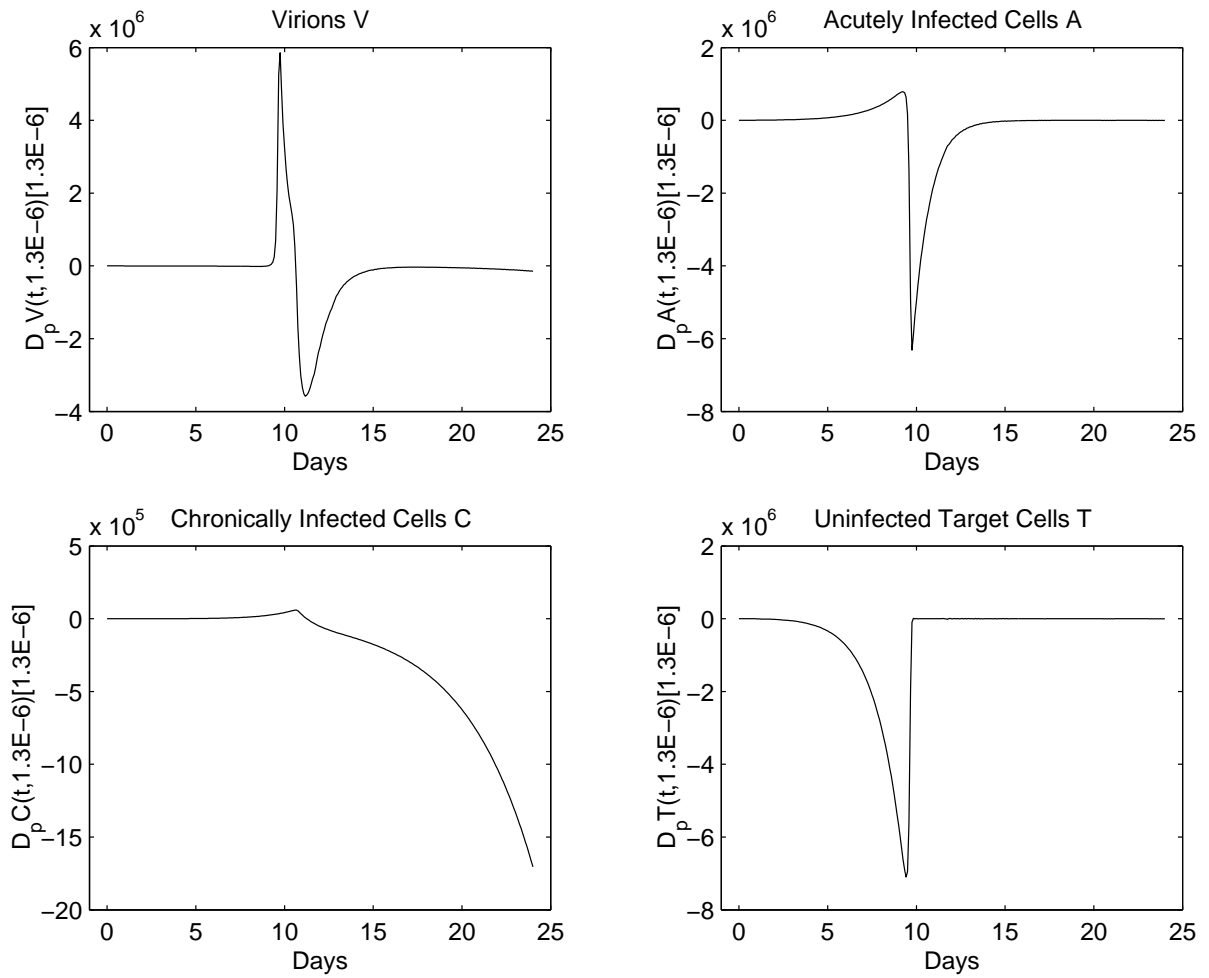 x 10^6
Virions V
D_pV(t,1.3E−6)[1.3E−6]
6
4
2
0
−2
−4
0 5 10 15 20 25
Days
x 10^6
Acutely Infected Cells A
D_pA(t,1.3E−6)[1.3E−6]
2
0
−2
−4
−6
−8
0 5 10 15 20 25
Days
x 10^5
Chronically Infected Cells C
D_pC(t,1.3E−6)[1.3E−6]
5
0
−5
−10
−15
−20
0 5 10 15 20 25
Days
x 10^6
Uninfected Target Cells T
D_pT(t,1.3E−6)[1.3E−6]
2
0
−2
−4
−6
−8
0 5 10 15 20 25
Days